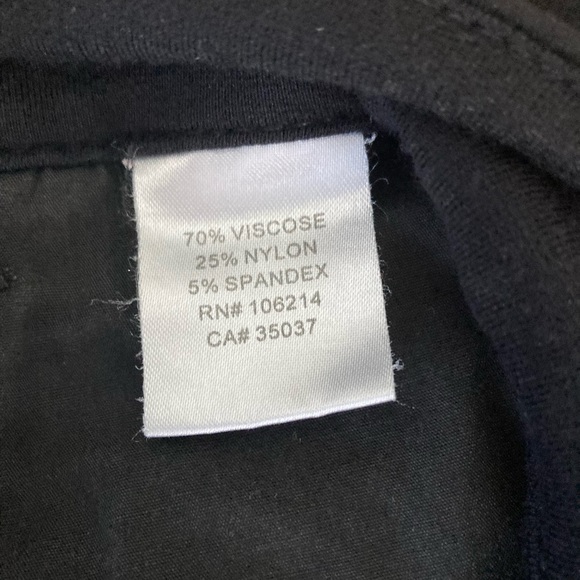 70% VISCOSE
25% NYLON
5% SPANDEX
RN# 106214
CA# 35037